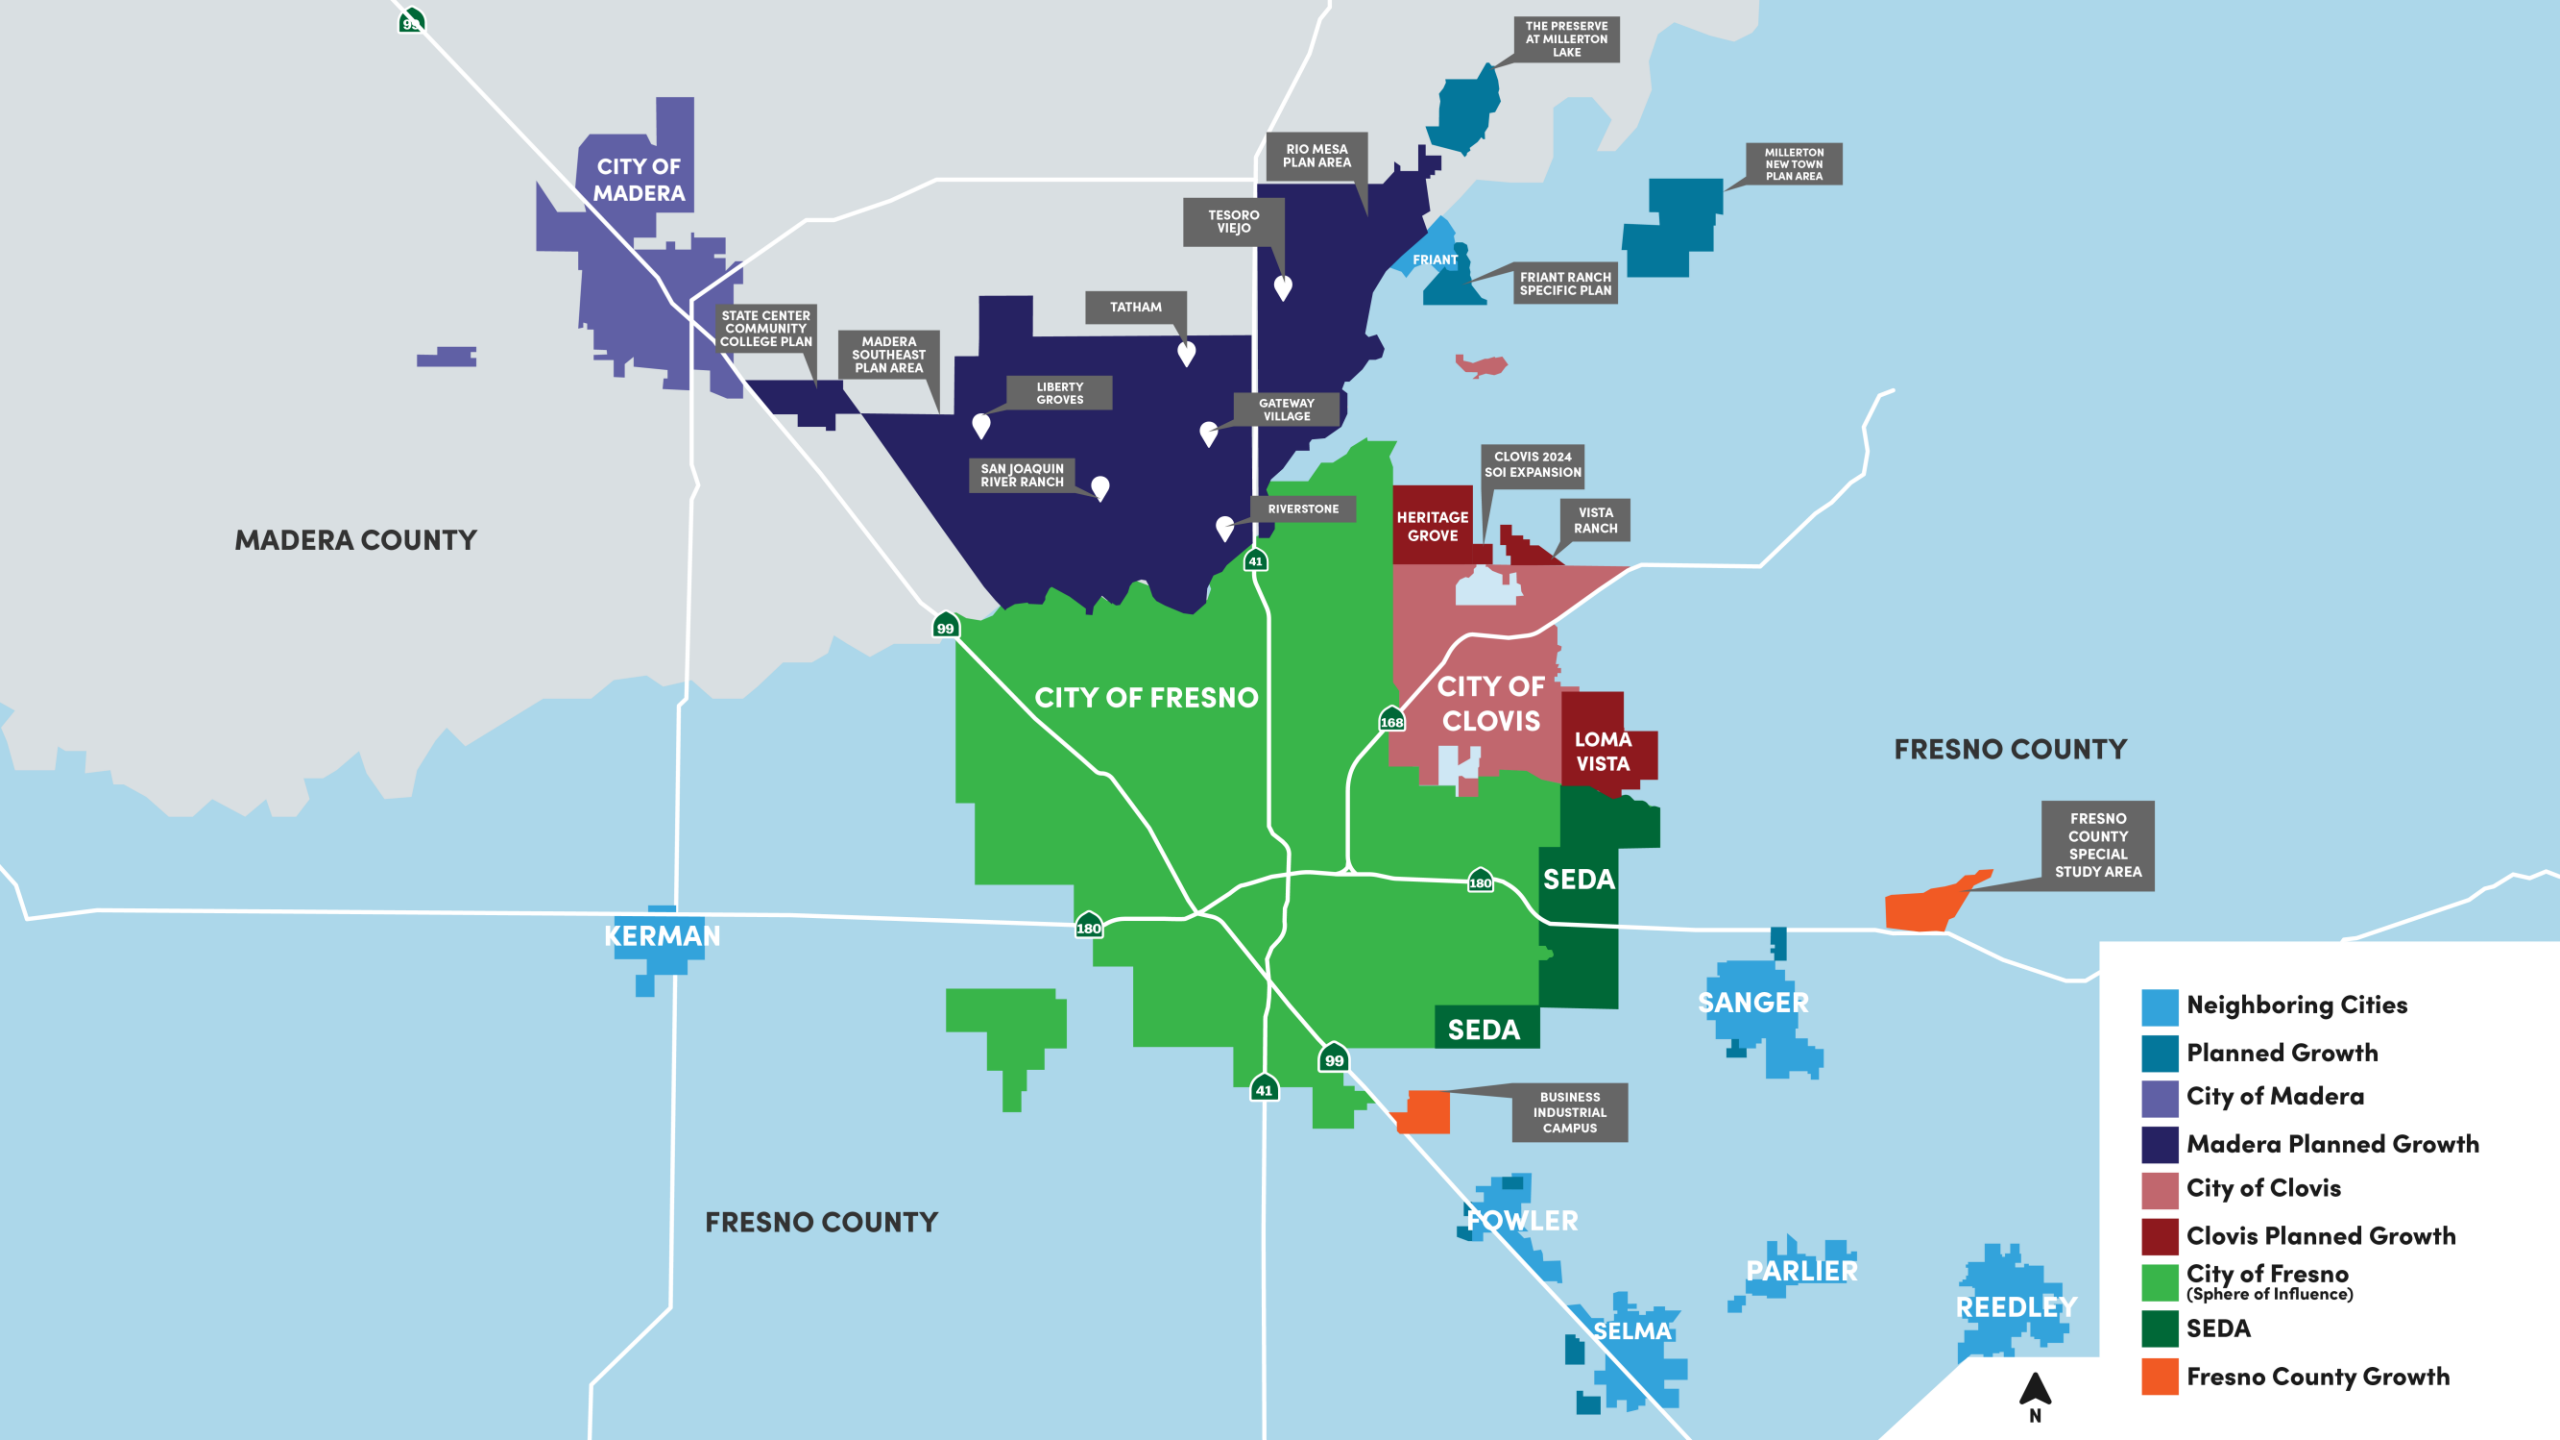 99
THE PRESERVE
AT MILLERTON
LAKE
RIO MESA
PLAN AREA
MILLERTON
NEW TOWN
PLAN AREA
CITY OF
MADERA
TESORO
VIEJO
FRIANT
FRIANT RANCH
SPECIFIC PLAN
TATHAM
STATE CENTER
COMMUNITY
COLLEGE PLAN
MADERA
SOUTHEAST
PLAN AREA
LIBERTY
GROVES
GATEWAY
VILLAGE
SAN JOAQUIN
RIVER RANCH
CLOVIS 2024
SOI EXPANSION
RIVERSTONE
HERITAGE
GROVE
VISTA
RANCH
MADERA COUNTY
41
99
CITY OF FRESNO
CITY OF
CLOVIS
168
LOMA
VISTA
FRESNO COUNTY
FRESNO
COUNTY
SPECIAL
STUDY AREA
180
SEDA
KERMAN
180
SANGER
SEDA
99
41
BUSINESS
INDUSTRIAL
CAMPUS
FRESNO COUNTY
FOWLER
PARLIER
REEDLEY
SELMA
Neighboring Cities
Planned Growth
City of Madera
Madera Planned Growth
City of Clovis
Clovis Planned Growth
City of Fresno
(Sphere of Influence)
SEDA
Fresno County Growth
N